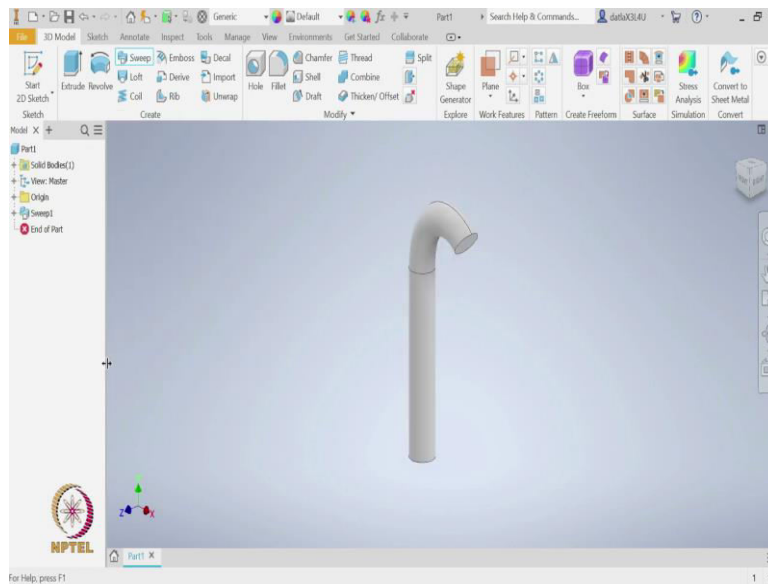 Generic Default Part1 Search Help & Commands... datlaX3L4U
File 3D Model Sketch Annotate Inspect Tools Manage View Environments Get Started Collaborate
Sweep Emboss Decal Chamfer Thread Split
Loft Derive Import Shell Combine
Start 2D Sketch Extrude Revolve Coil Rib Unwrap Hole Fillet Draft Thicken/ Offset Shape Generator Plane Box Stress Analysis Convert to Sheet Metal
Sketch Create Modify Explore Work Features Pattern Create Freeform Surface Simulation Convert
Model X +
Part1
Solid Bodies(1)
View: Master
Origin
Sweep1
End of Part
Z X
NPTEL
Part1 X
For Help, press F1 1